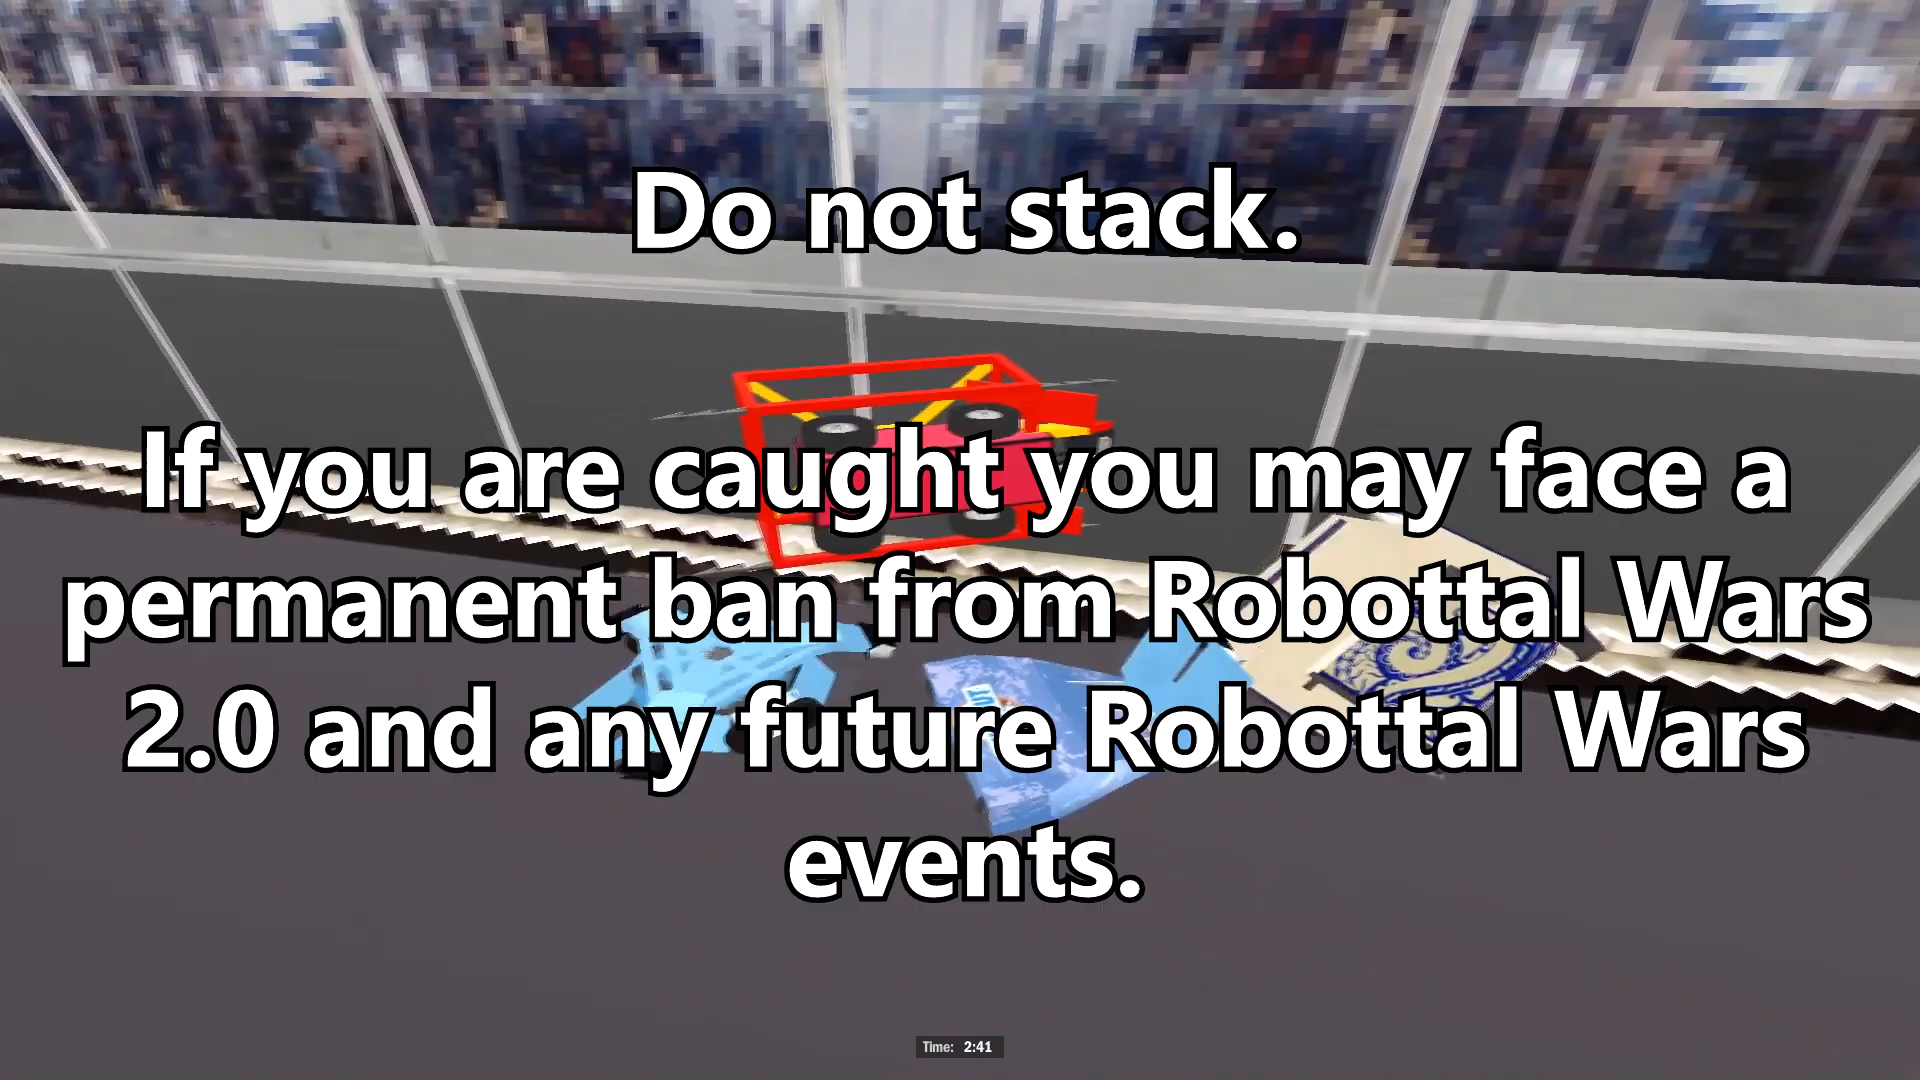 Do not stack.
If you are caught you may face a
permanent ban from Robottal Wars
2.0 and any future Robottal Wars
events.
Time: 2:41